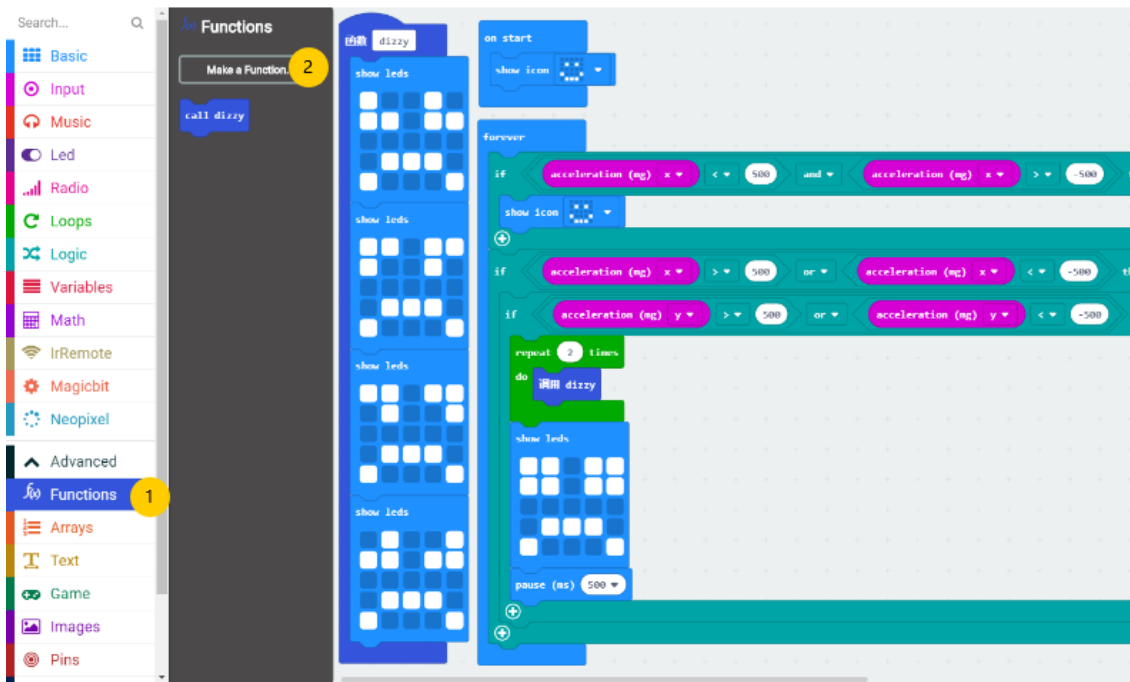 Search...
Basic
Input
Music
Led
Radio
Loops
Logic
Variables
Math
IrRemote
Magicbit
Neopixel
Advanced
Functions 1
Arrays
Text
Game
Images
Pins
Functions
Make a Function. 2
call dizzy
函数 dizzy
show leds
show leds
show leds
show leds
on start
show icon
forever
if acceleration (mg) x < 500 and acceleration (mg) x > -500
show icon
if acceleration (mg) x > 500 or acceleration (mg) x < -500 th
if acceleration (mg) y > 500 or acceleration (mg) y < -500
repeat 2 times
do 调用 dizzy
show leds
pause (ms) 500